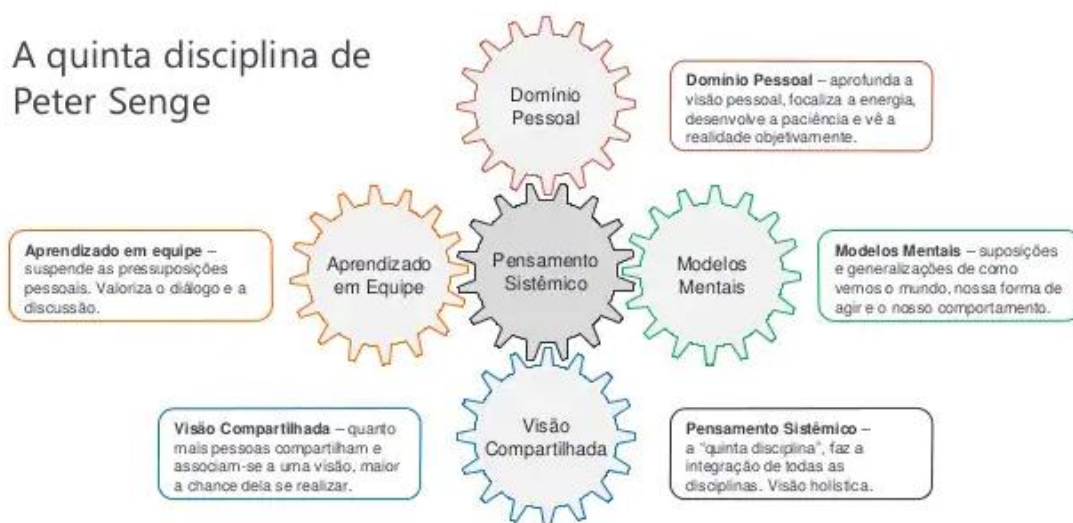 A quinta disciplina de
Peter Senge
Domínio
Pessoal
Domínio Pessoal – aprofunda a
visão pessoal, focaliza a energia,
desenvolve a paciência e vê a
realidade objetivamente.
Aprendizado em equipe –
suspende as pressuposições
pessoais. Valoriza o diálogo e a
discussão.
Aprendizado
em Equipe
Pensamento
Sistêmico
Modelos
Mentais
Modelos Mentais – suposições
e generalizações de como
vemos o mundo, nossa forma de
agir e o nosso comportamento.
Visão Compartilhada – quanto
mais pessoas compartilham e
associam-se a uma visão, maior
a chance dela se realizar.
Visão
Compartilhada
Pensamento Sistêmico –
a “quinta disciplina”, faz a
integração de todas as
disciplinas. Visão holística.